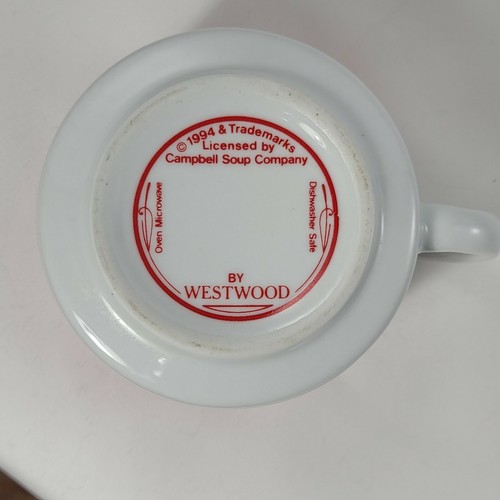 © 1994 & Trademarks
Licensed by
Campbell Soup Company
Oven Microwave
Dishwasher Safe
BY
WESTWOOD